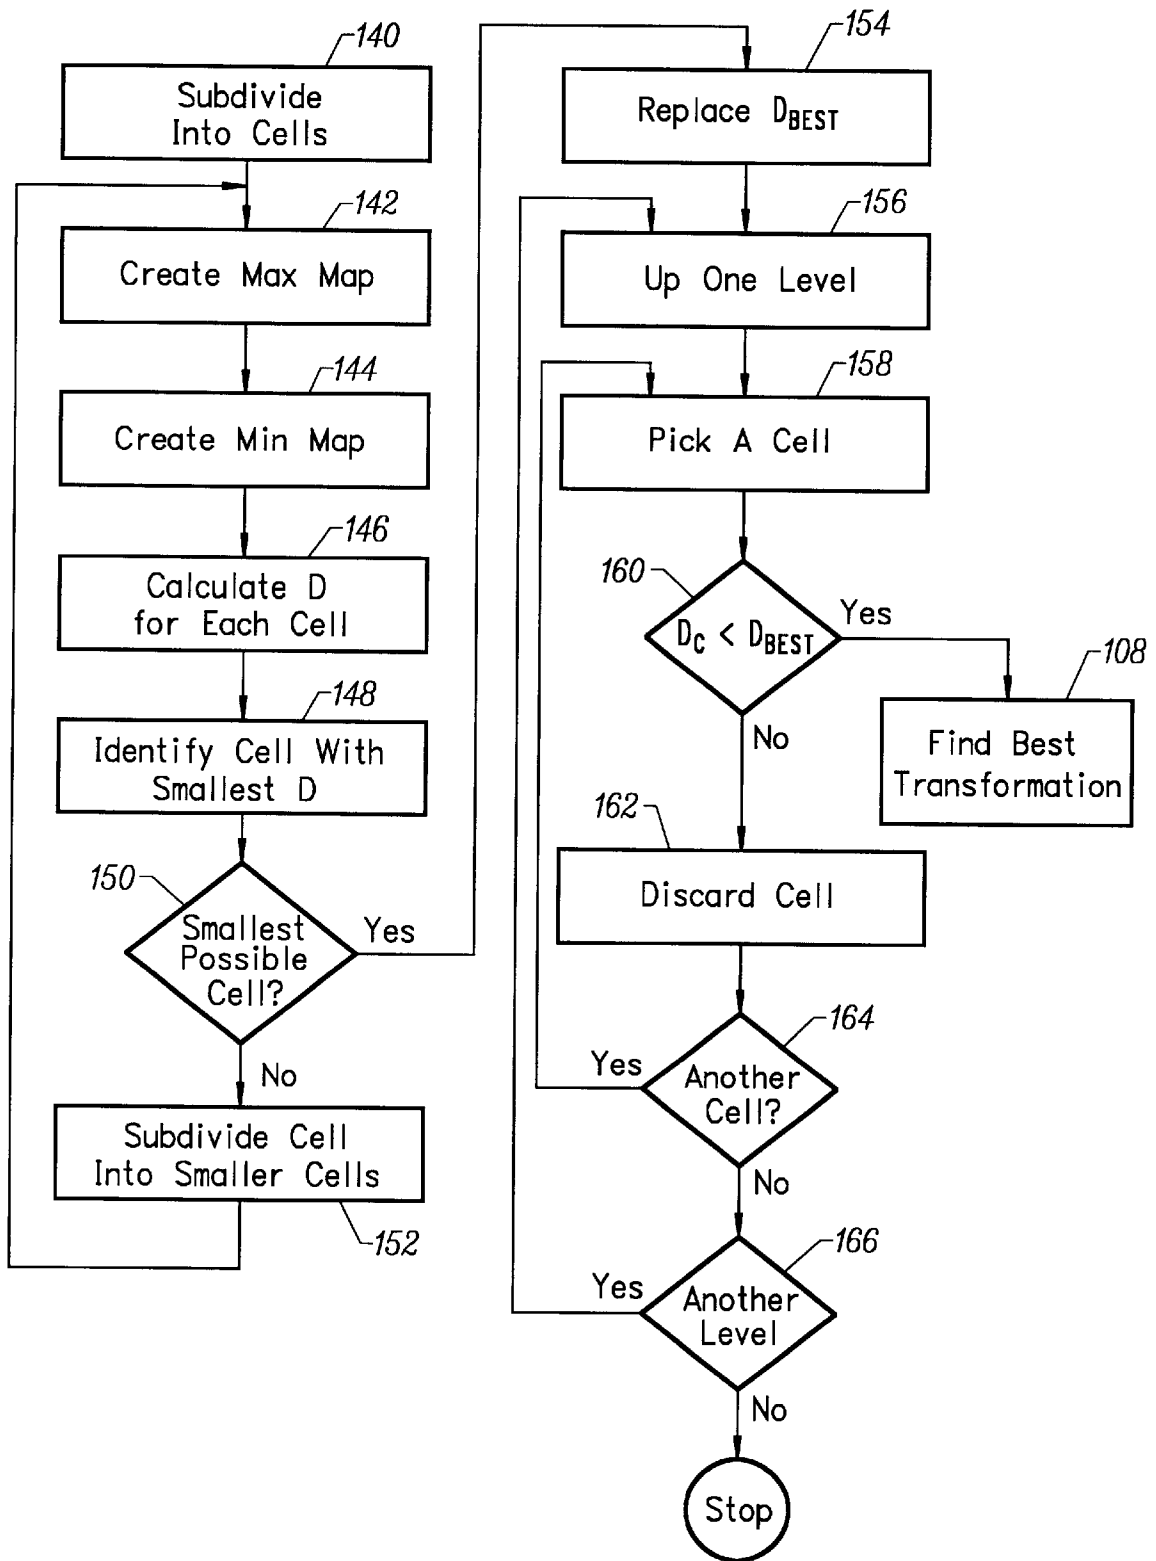 140
Subdivide
Into Cells
142
Create Max Map
144
Create Min Map
146
Calculate D
for Each Cell
148
Identify Cell With
Smallest D
150
Smallest
Possible
Cell?
Yes
No
Subdivide Cell
Into Smaller Cells
152
154
Replace DBEST
156
Up One Level
158
Pick A Cell
160
DC < DBEST
Yes
No
108
Find Best
Transformation
162
Discard Cell
164
Another
Cell?
Yes
No
166
Another
Level
Yes
No
Stop